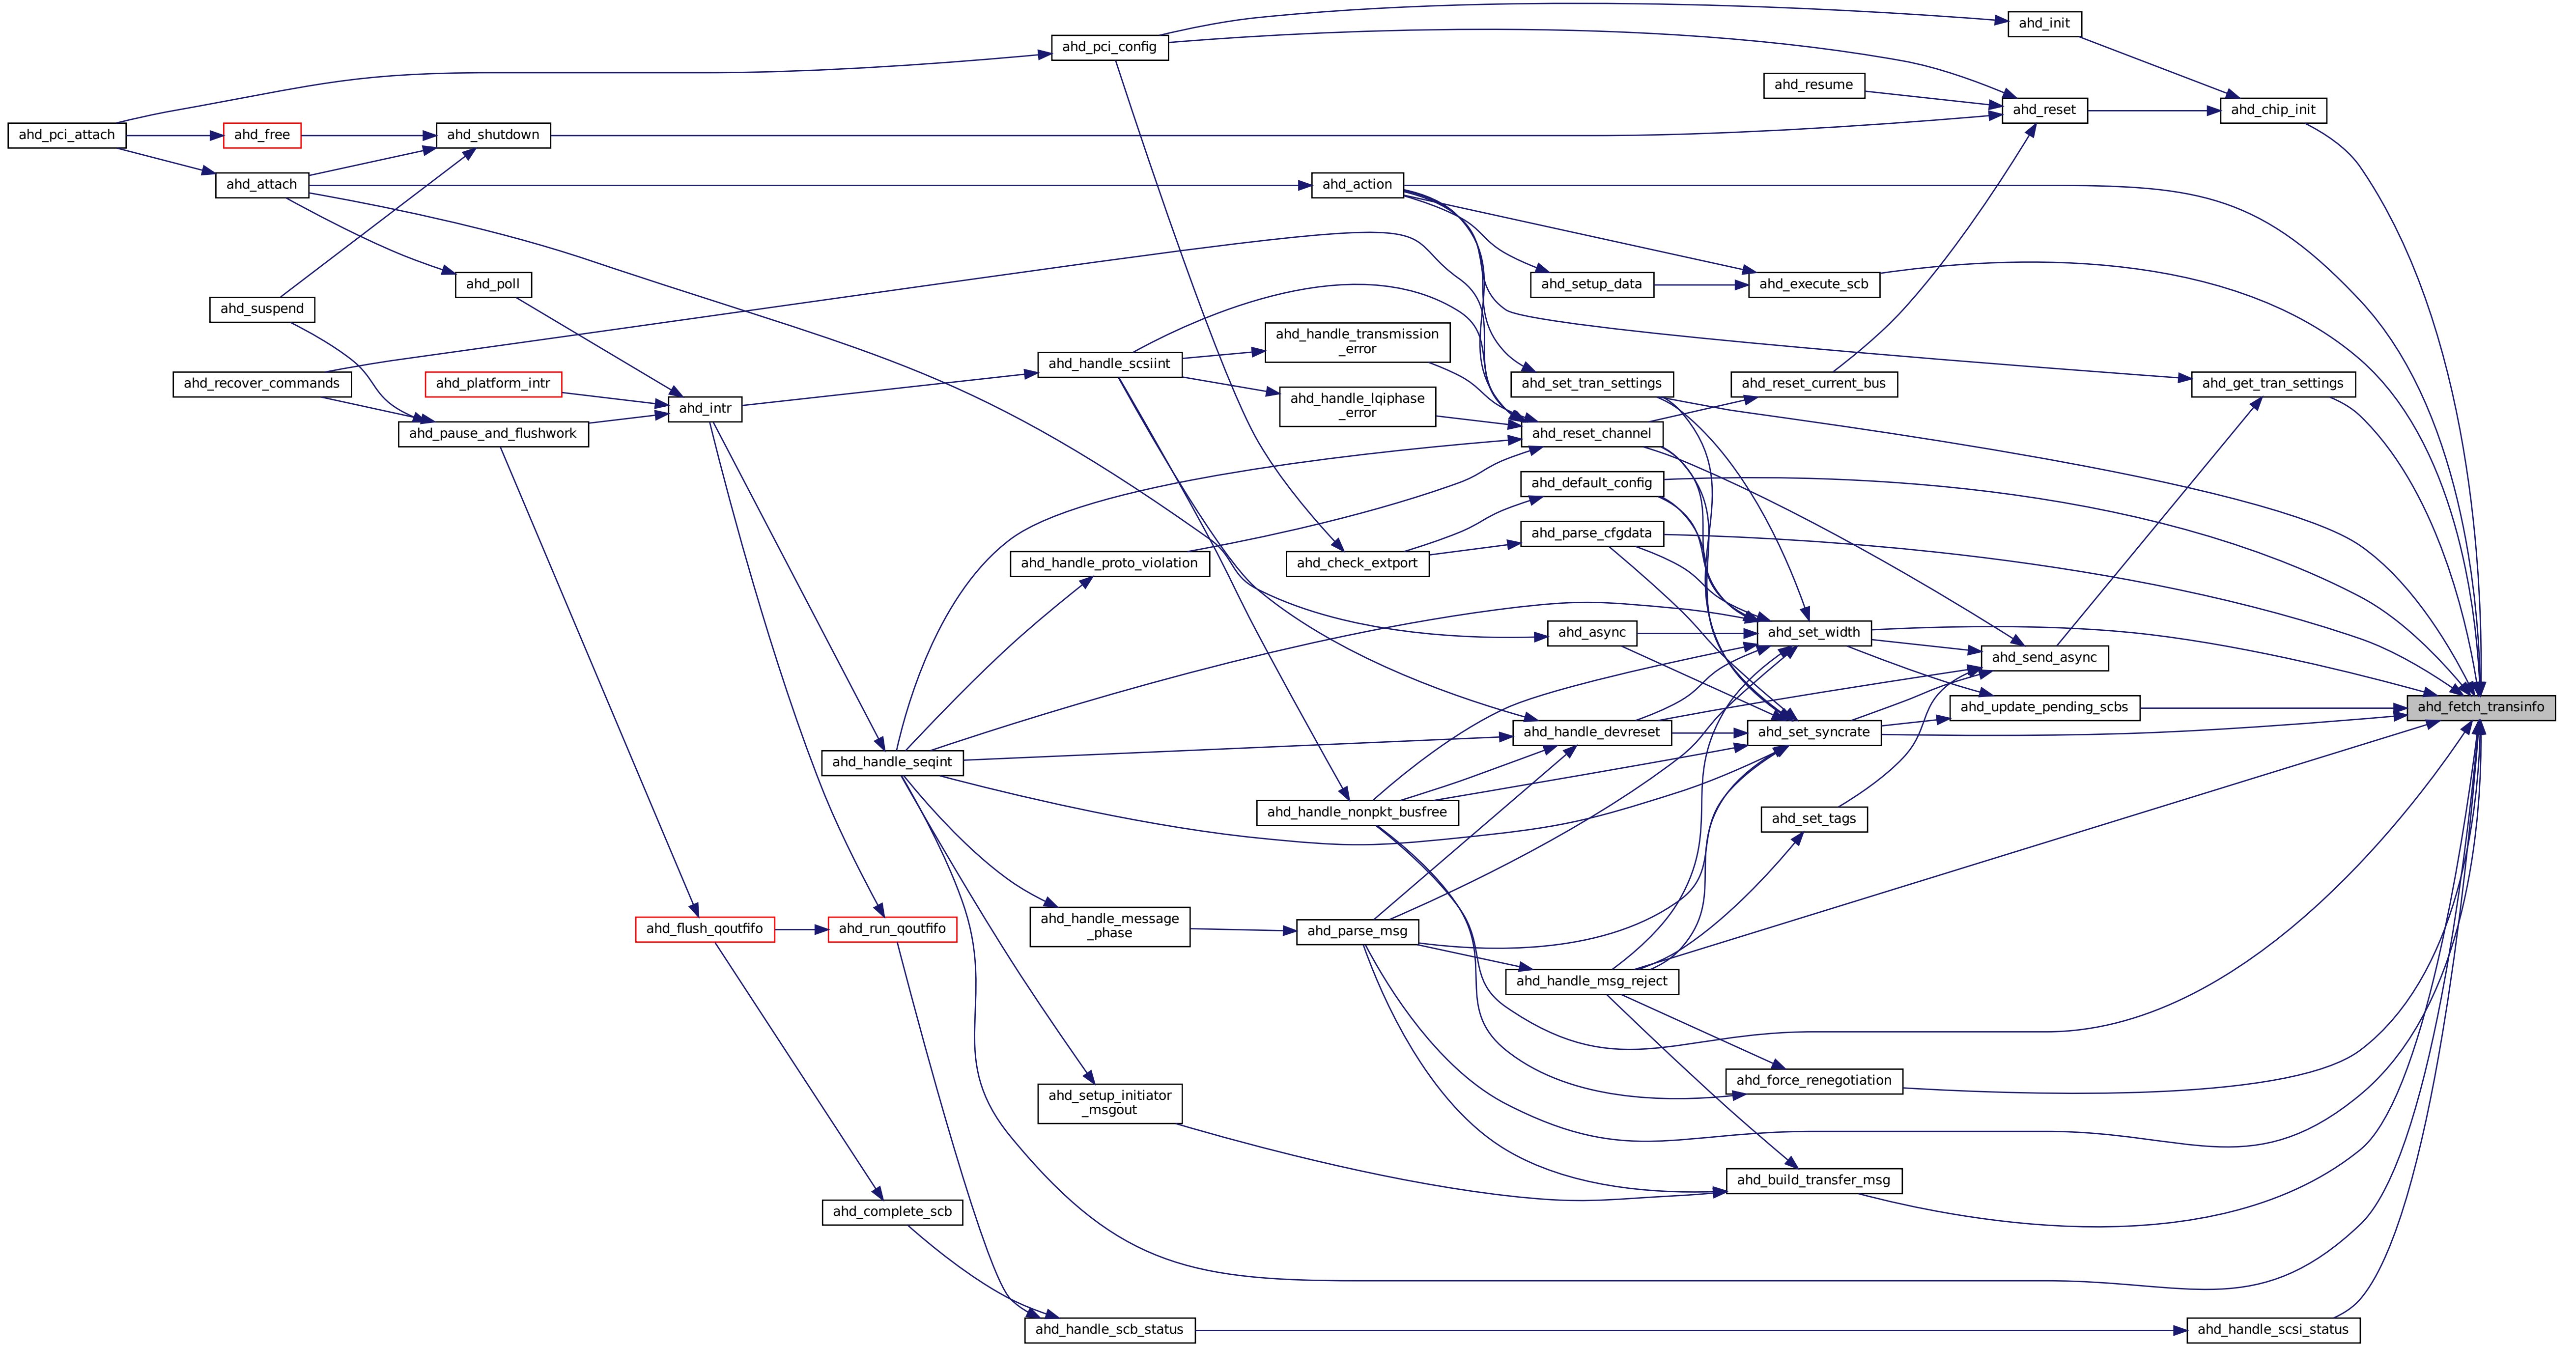 ahd_init
ahd_pci_config
ahd_resume
ahd_reset
ahd_chip_init
ahd_pci_attach
ahd_free
ahd_shutdown
ahd_attach
ahd_action
ahd_poll
ahd_setup_data
ahd_execute_scb
ahd_suspend
ahd_handle_transmission
_error
ahd_handle_scsiint
ahd_recover_commands
ahd_platform_intr
ahd_set_tran_settings
ahd_reset_current_bus
ahd_get_tran_settings
ahd_handle_lqiphase
_error
ahd_intr
ahd_pause_and_flushwork
ahd_reset_channel
ahd_default_config
ahd_parse_cfgdata
ahd_handle_proto_violation
ahd_check_extport
ahd_async
ahd_set_width
ahd_send_async
ahd_update_pending_scbs
ahd_fetch_transinfo
ahd_handle_devreset
ahd_set_syncrate
ahd_handle_seqint
ahd_handle_nonpkt_busfree
ahd_set_tags
ahd_handle_message
_phase
ahd_flush_qoutfifo
ahd_run_qoutfifo
ahd_parse_msg
ahd_handle_msg_reject
ahd_force_renegotiation
ahd_setup_initiator
_msgout
ahd_build_transfer_msg
ahd_complete_scb
ahd_handle_scb_status
ahd_handle_scsi_status